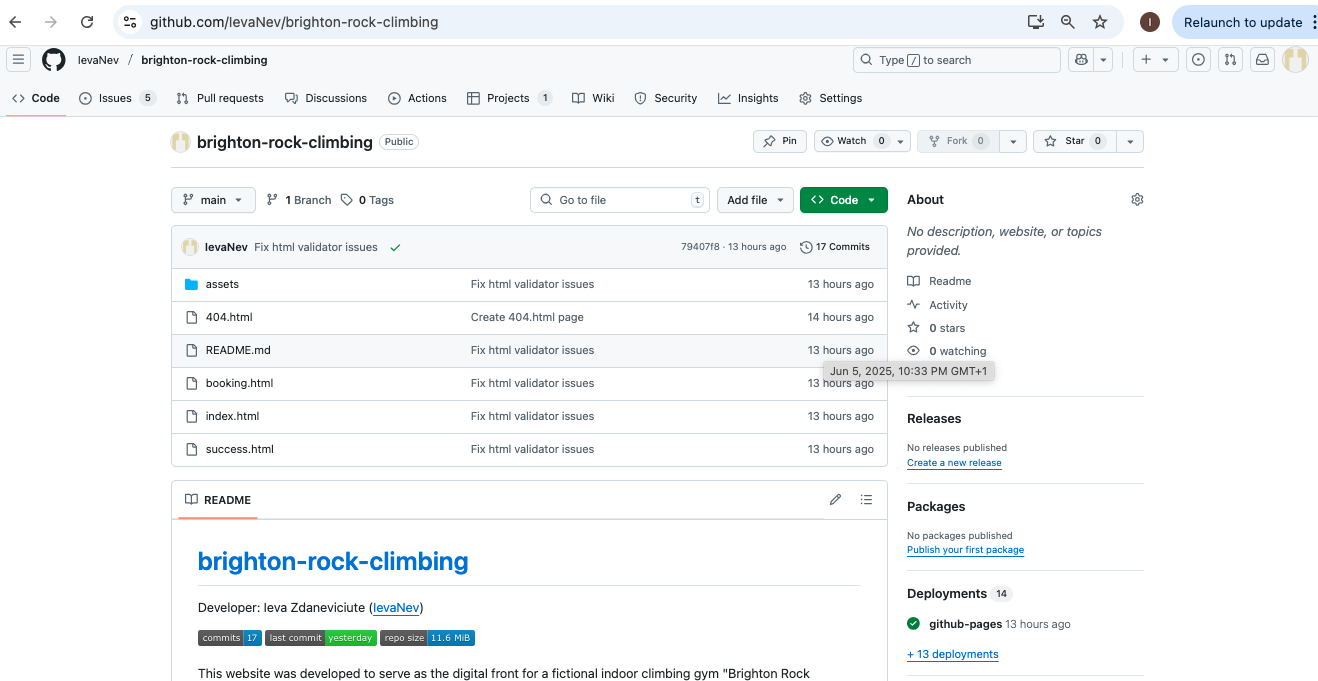 github.com/IevaNev/brighton-rock-climbing
I
Relaunch to update
IevaNev / brighton-rock-climbing
Type / to search
Code
Issues 5
Pull requests
Discussions
Actions
Projects 1
Wiki
Security
Insights
Settings
brighton-rock-climbing Public
Pin
Watch 0
Fork 0
Star 0
main
1 Branch
0 Tags
Go to file t
Add file
Code
IevaNev Fix html validator issues
79407f8 · 13 hours ago
17 Commits
assets Fix html validator issues 13 hours ago
404.html Create 404.html page 14 hours ago
README.md Fix html validator issues 13 hours ago
booking.html Fix html validator issues 13 hours ago
index.html Fix html validator issues 13 hours ago
success.html Fix html validator issues 13 hours ago
Jun 5, 2025, 10:33 PM GMT+1
README
brighton-rock-climbing
Developer: Ieva Zdaneviciute (IevaNev)
commits 17 last commit yesterday repo size 11.6 MiB
This website was developed to serve as the digital front for a fictional indoor climbing gym "Brighton Rock
About
No description, website, or topics
provided.
Readme
Activity
0 stars
0 watching
Releases
No releases published
Create a new release
Packages
No packages published
Publish your first package
Deployments 14
github-pages 13 hours ago
+ 13 deployments